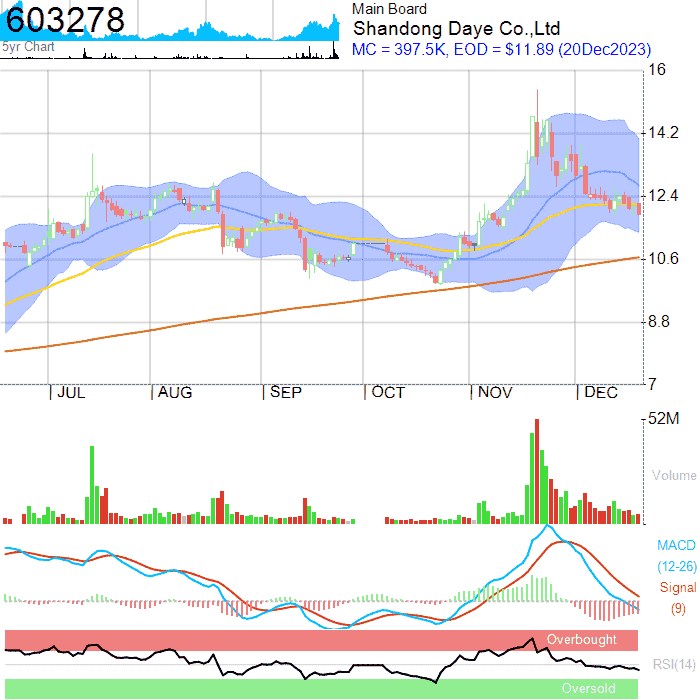 603278
5yr Chart
Main Board
Shandong Daye Co.,Ltd
MC = 397.5K, EOD = $11.89 (20Dec2023)
16
14.2
12.4
10.6
8.8
7
JUL AUG SEP OCT NOV DEC
52M
Volume
MACD
(12-26)
Signal
(9)
Overbought
RSI(14)
Oversold